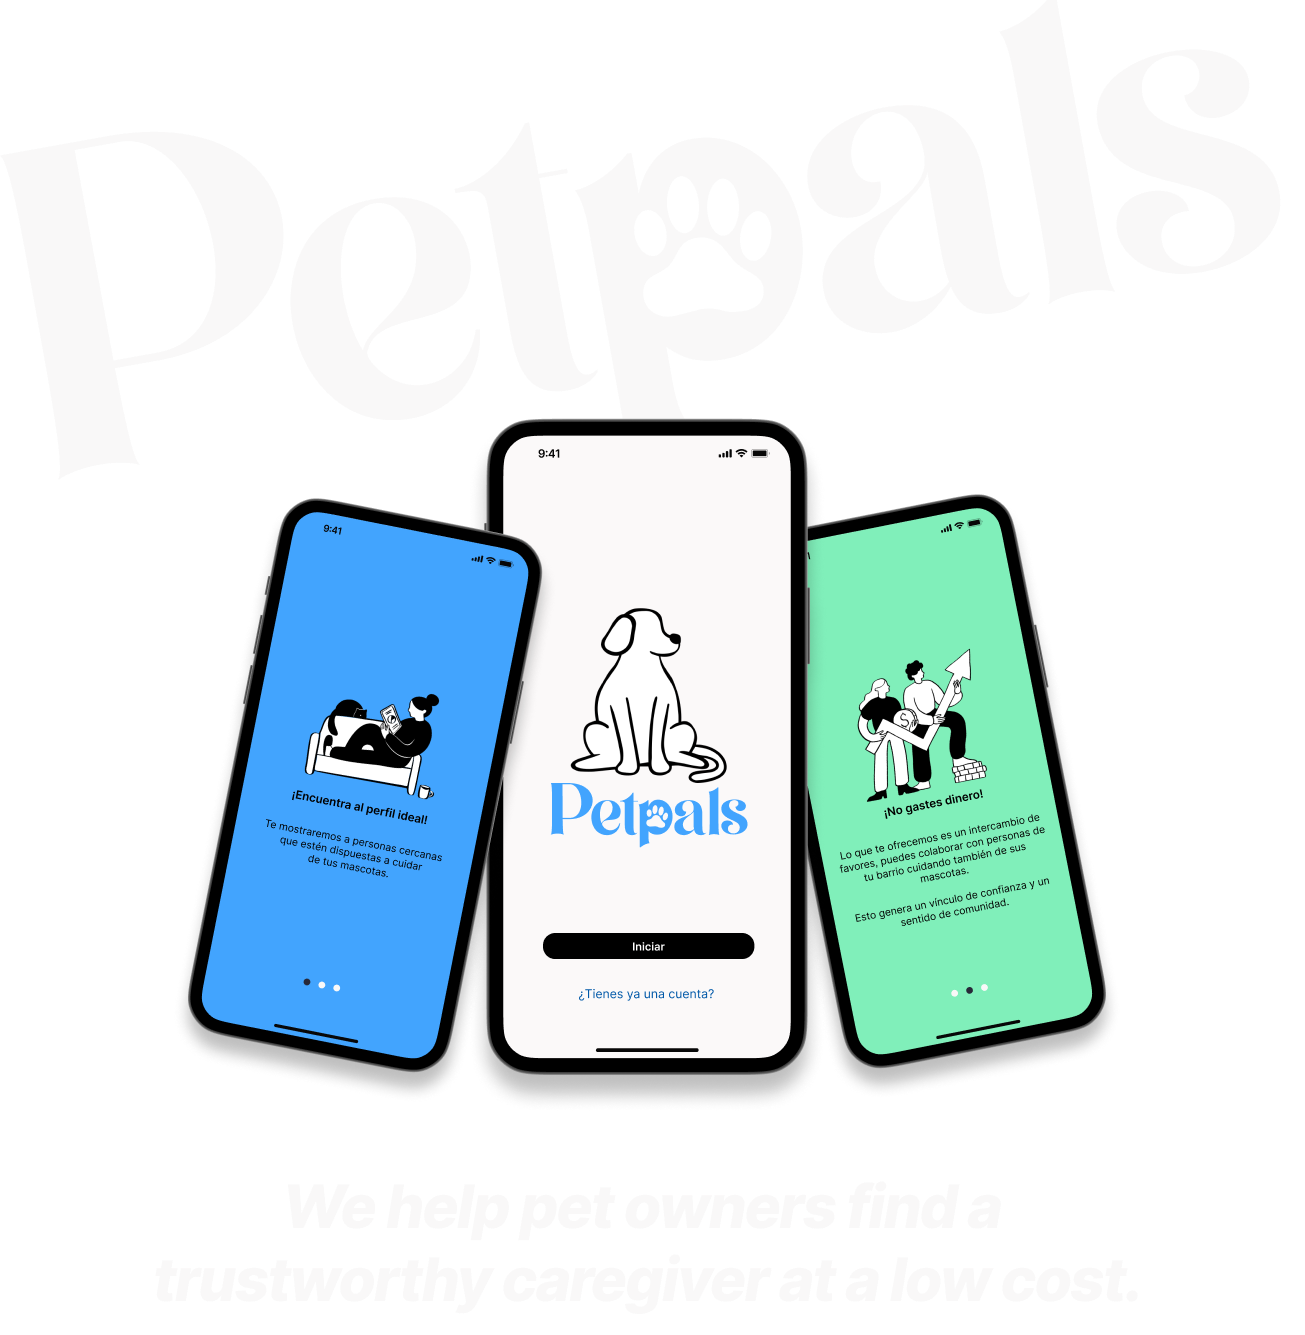 Petpals
9:41
¡Encuentra al perfil ideal!
Te mostraremos a personas cercanas
que estén dispuestas a cuidar
de tus mascotas.
9:41
Petpals
Iniciar
¿Tienes ya una cuenta?
$
¡No gastes dinero!
Lo que te ofrecemos es un intercambio de
favores, puedes colaborar con personas de
tu barrio cuidando también de sus
mascotas.
Esto genera un vínculo de confianza y un
sentido de comunidad.
We help pet owners find a
trustworthy caregiver at a low cost.